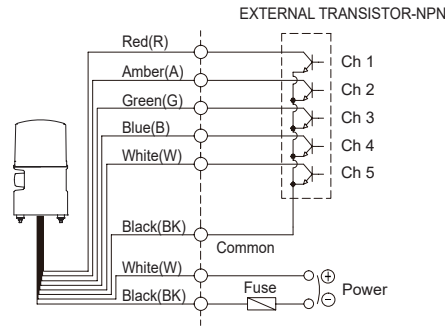 EXTERNAL TRANSISTOR-NPN
Red(R)
Ch 1
Amber(A)
Ch 2
Green(G)
Ch 3
Blue(B)
Ch 4
White(W)
Ch 5
Black(BK)
Common
White(W)
Fuse
Power
Black(BK)